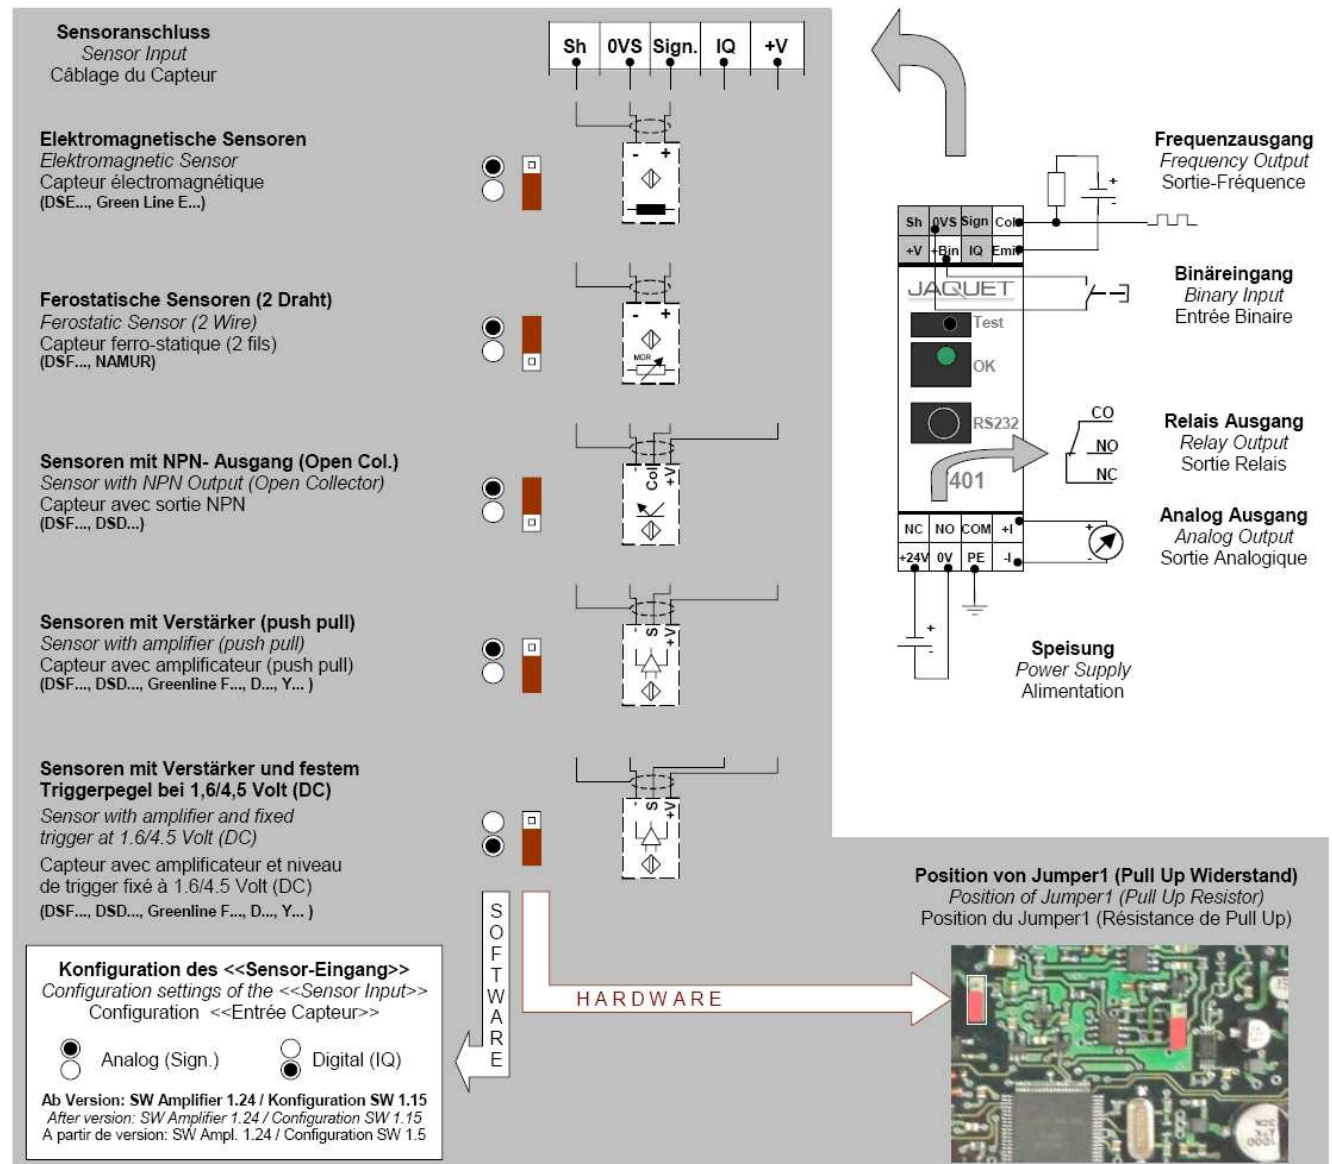 Sensoranschluss
Sensor Input
Câblage du Capteur
Sh 0VS Sign. IQ +V
Elektromagnetische Sensoren
Elektromagnetic Sensor
Capteur électromagnétique
(DSE..., Green Line E...)
- +
Ferostatische Sensoren (2 Draht)
Ferostatic Sensor (2 Wire)
Capteur ferro-statique (2 fils)
(DSF..., NAMUR)
- +
MDR
Sensoren mit NPN- Ausgang (Open Col.)
Sensor with NPN Output (Open Collector)
Capteur avec sortie NPN
(DSF..., DSD...)
- Col +V
Sensoren mit Verstärker (push pull)
Sensor with amplifier (push pull)
Capteur avec amplificateur (push pull)
(DSF..., DSD..., Greenline F..., D..., Y... )
- S +V
Sensoren mit Verstärker und festem
Triggerpegel bei 1,6/4,5 Volt (DC)
Sensor with amplifier and fixed
trigger at 1.6/4.5 Volt (DC)
Capteur avec amplificateur et niveau
de trigger fixé à 1.6/4.5 Volt (DC)
(DSF..., DSD..., Greenline F..., D..., Y... )
- S +V
SOFTWARE
HARDWARE
Konfiguration des <<Sensor-Eingang>>
Configuration settings of the <<Sensor Input>>
Configuration <<Entrée Capteur>>
Analog (Sign.) Digital (IQ)
Ab Version: SW Amplifier 1.24 / Konfiguration SW 1.15
After version: SW Amplifier 1.24 / Configuration SW 1.15
A partir de version: SW Ampl. 1.24 / Configuration SW 1.5
Frequenzausgang
Frequency Output
Sortie-Fréquence
+
-
Sh 0VS Sign Col
+V +Bin IQ Emit
JAQUET
Test
OK
RS232
401
NC NO COM +I
+24V 0V PE -I
Binäreingang
Binary Input
Entrée Binaire
CO
NO
NC
Relais Ausgang
Relay Output
Sortie Relais
+
-
Analog Ausgang
Analog Output
Sortie Analogique
+
-
Speisung
Power Supply
Alimentation
Position von Jumper1 (Pull Up Widerstand)
Position of Jumper1 (Pull Up Resistor)
Position du Jumper1 (Résistance de Pull Up)